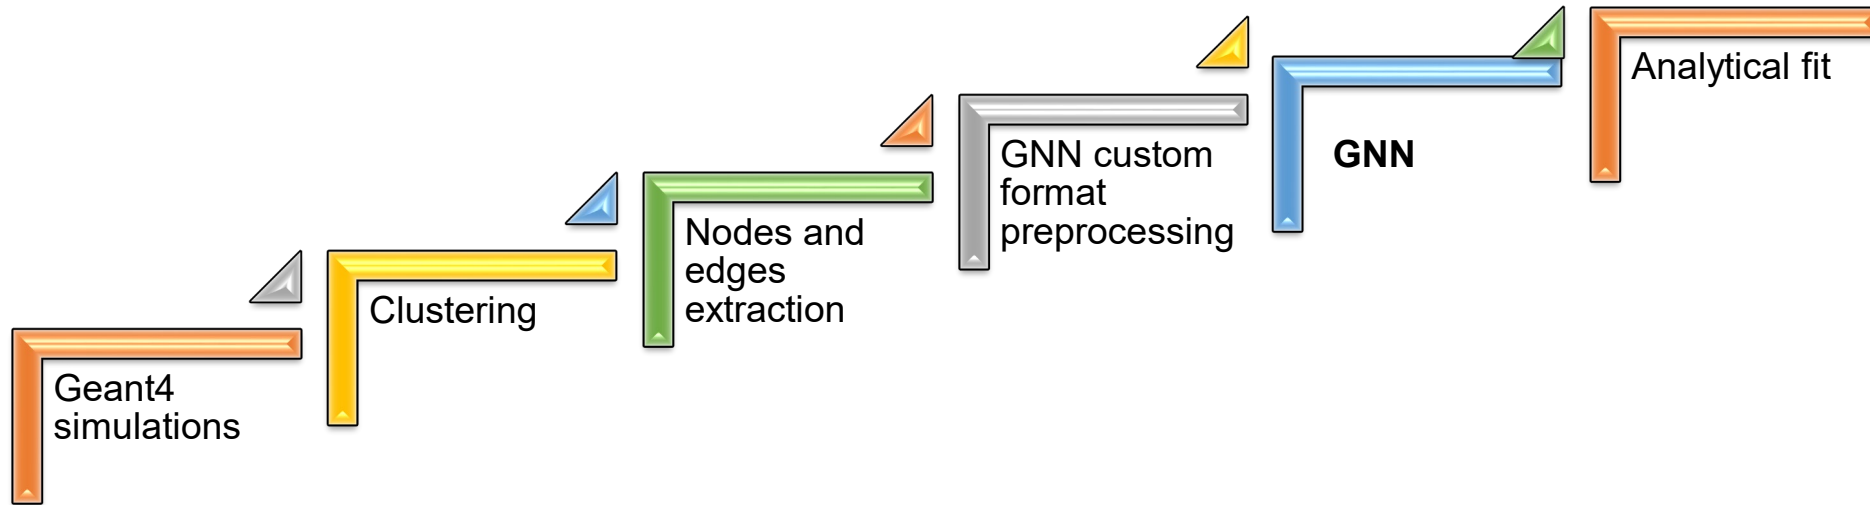 Geant4
simulations
Clustering
Nodes and
edges
extraction
GNN custom
format
preprocessing
GNN
Analytical fit